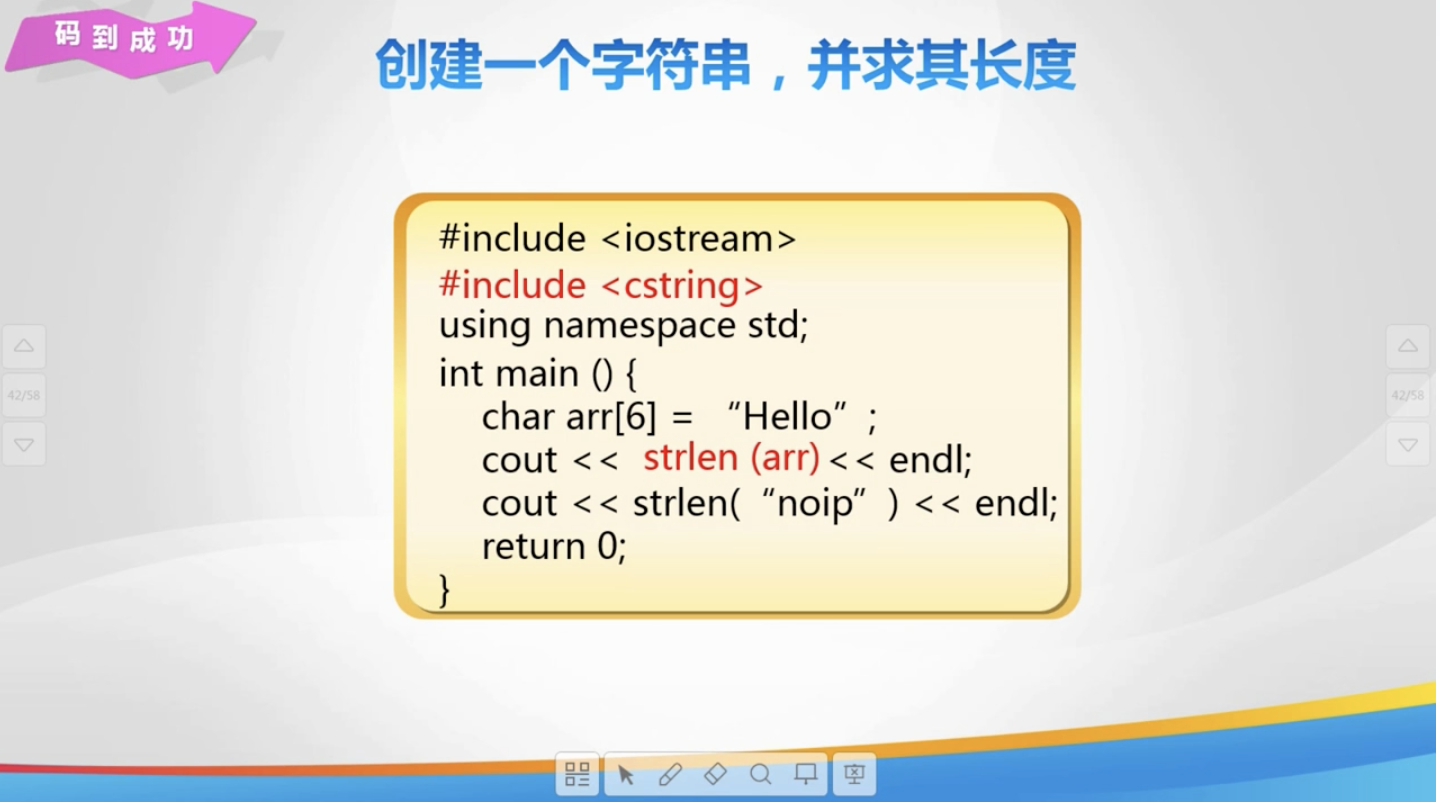 码到成功
创建一个字符串，并求其长度
#include <iostream>
#include <cstring>
using namespace std;
int main () {
char arr[6] = “Hello” ;
cout << strlen (arr) << endl;
cout << strlen( “noip” ) << endl;
return 0;
}
42/58
42/58